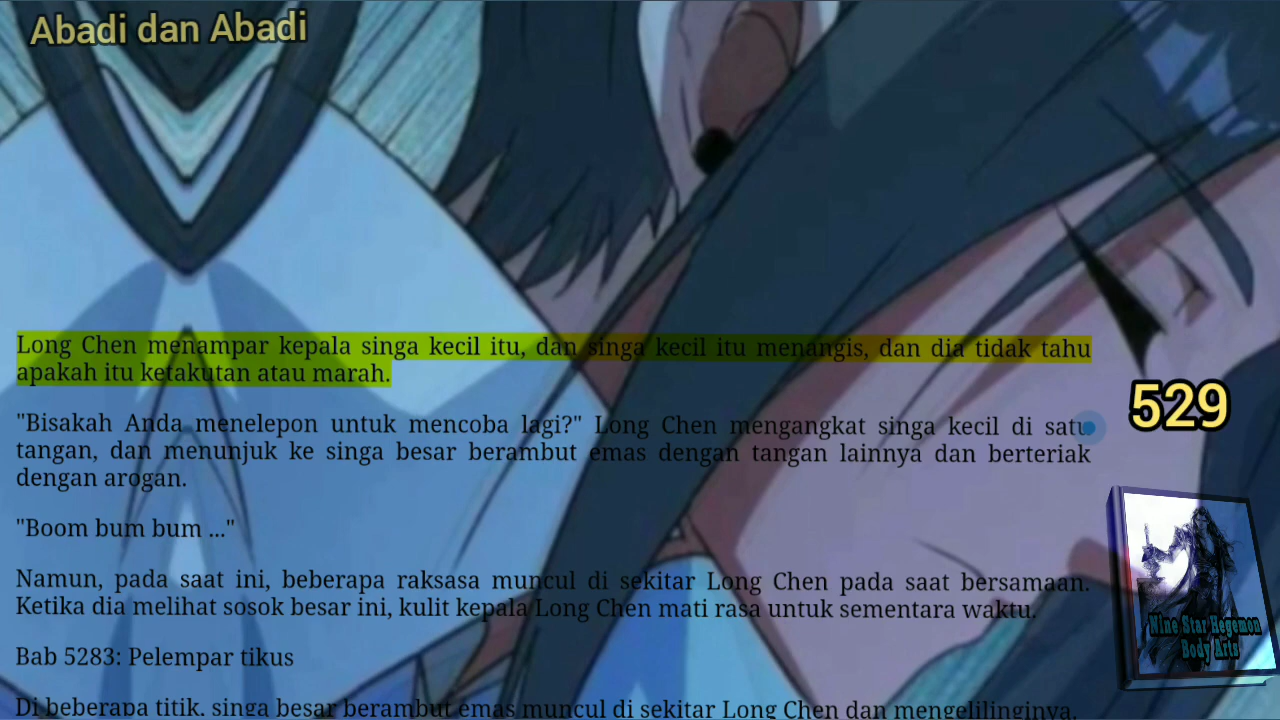 Abadi dan Abadi
Long Chen menampar kepala singa kecil itu, dan singa kecil itu menangis, dan dia tidak tahu
apakah itu ketakutan atau marah.
"Bisakah Anda menelepon untuk mencoba lagi?" Long Chen mengangkat singa kecil di satu
tangan, dan menunjuk ke singa besar berambut emas dengan tangan lainnya dan berteriak
dengan arogan.
529
"Boom bum bum ..."
Namun, pada saat ini, beberapa raksasa muncul di sekitar Long Chen pada saat bersamaan.
Ketika dia melihat sosok besar ini, kulit kepala Long Chen mati rasa untuk sementara waktu.
Nine Star Hegemon
Body Arts
Bab 5283: Pelempar tikus
Di beberapa titik, singa besar berambut emas muncul di sekitar Long Chen dan mengelilinginya.